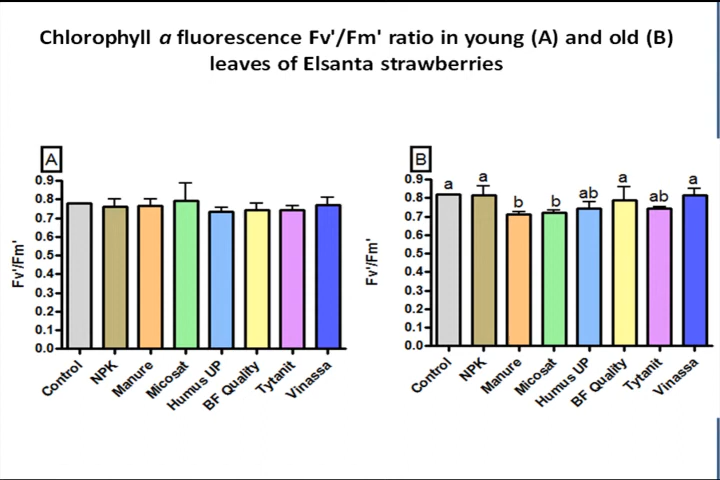 Chlorophyll a fluorescence Fv'/Fm' ratio in young (A) and old (B)
leaves of Elsanta strawberries
A
Fv'/Fm'
0.9
0.8
0.7
0.6
0.5
0.4
0.3
0.2
0.1
0.0
Control
NPK
Manure
Micosat
Humus UP
BF Quality
Tytanit
Vinassa
B
Fv'/Fm'
0.9
0.8
0.7
0.6
0.5
0.4
0.3
0.2
0.1
0.0
a
a
b
b
ab
a
ab
a
Control
NPK
Manure
Micosat
Humus UP
BF Quality
Tytanit
Vinassa